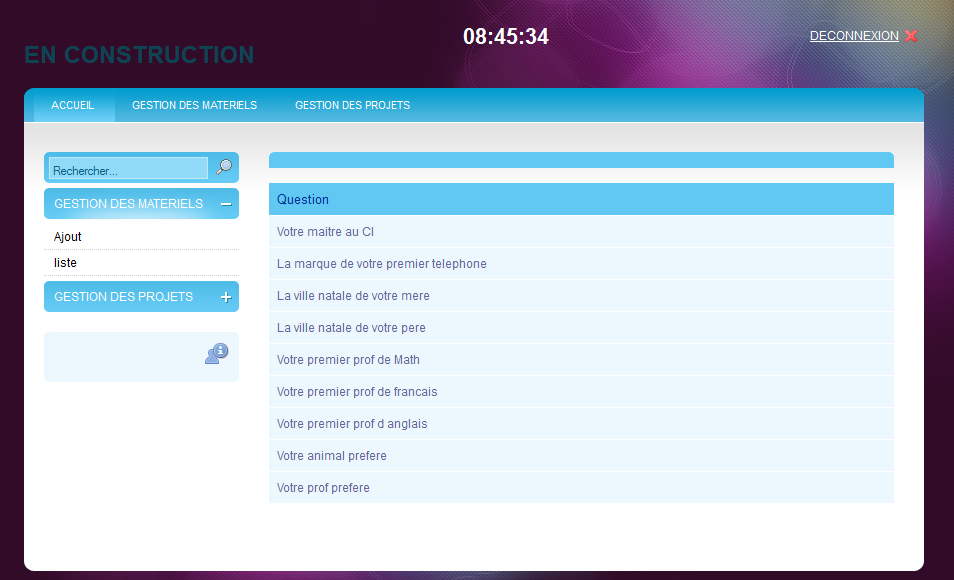 EN CONSTRUCTION
08:45:34
DECONNEXION
ACCUEIL
GESTION DES MATERIELS
GESTION DES PROJETS
Rechercher...
GESTION DES MATERIELS
Ajout
liste
GESTION DES PROJETS
Question
Votre maitre au CI
La marque de votre premier telephone
La ville natale de votre mere
La ville natale de votre pere
Votre premier prof de Math
Votre premier prof de francais
Votre premier prof d anglais
Votre animal prefere
Votre prof prefere